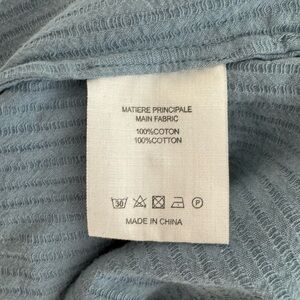 MATIERE PRINCIPALE
MAIN FABRIC
100%COTON
100%COTTON
30 P
MADE IN CHINA